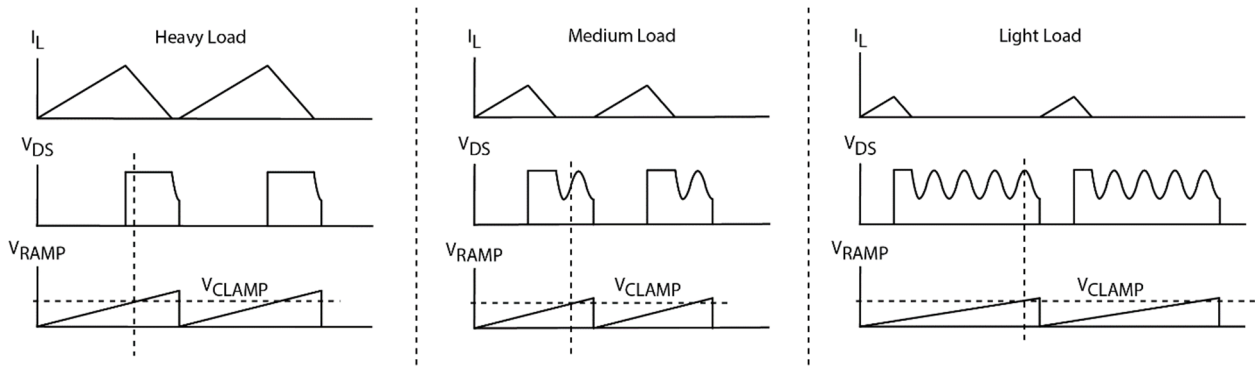 Heavy Load
I_L
V_DS
V_RAMP
V_CLAMP
Medium Load
I_L
V_DS
V_RAMP
V_CLAMP
Light Load
I_L
V_DS
V_RAMP
V_CLAMP